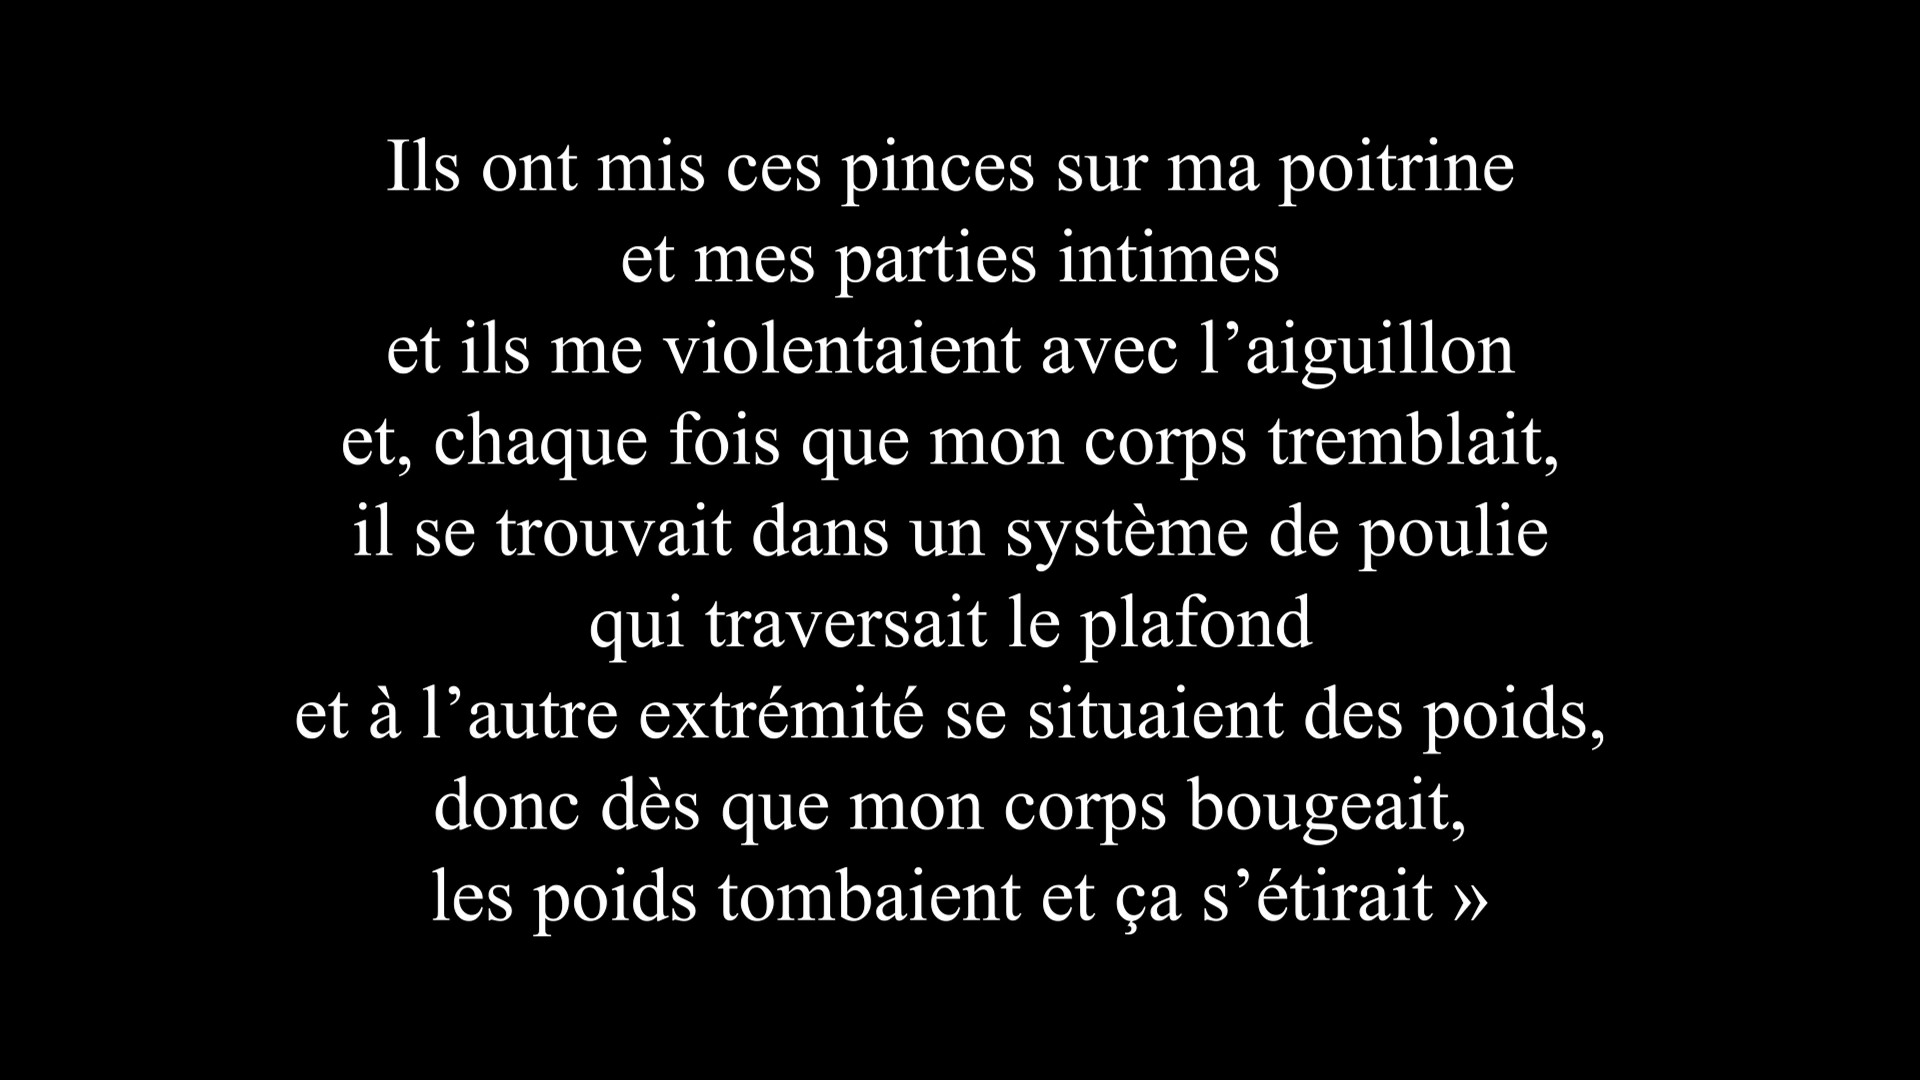 Ils ont mis ces pinces sur ma poitrine
et mes parties intimes
et ils me violentaient avec l’aiguillon
et, chaque fois que mon corps tremblait,
il se trouvait dans un système de poulie
qui traversait le plafond
et à l’autre extrémité se situaient des poids,
donc dès que mon corps bougeait,
les poids tombaient et ça s’étirait »